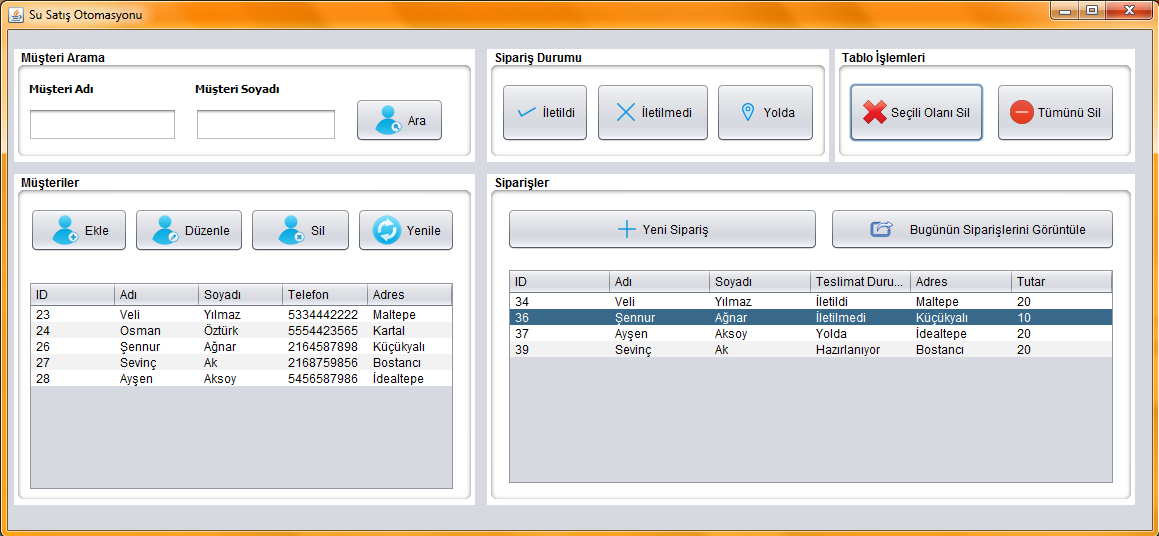 Su Satış Otomasyonu
Müşteri Arama
Müşteri Adı Müşteri Soyadı
Ara
Sipariş Durumu
İletildi İletilmedi Yolda
Tablo İşlemleri
Seçili Olanı Sil Tümünü Sil
Müşteriler
Ekle Düzenle Sil Yenile
ID Adı Soyadı Telefon Adres
23 Veli Yılmaz 5334442222 Maltepe
24 Osman Öztürk 5554423565 Kartal
26 Şennur Ağnar 2164587898 Küçükyalı
27 Sevinç Ak 2168759856 Bostancı
28 Ayşen Aksoy 5456587986 İdealtepe
Siparişler
Yeni Sipariş Bugünün Siparişlerini Görüntüle
ID Adı Soyadı Teslimat Duru... Adres Tutar
34 Veli Yılmaz İletildi Maltepe 20
36 Şennur Ağnar İletilmedi Küçükyalı 10
37 Ayşen Aksoy Yolda İdealtepe 20
39 Sevinç Ak Hazırlanıyor Bostancı 20